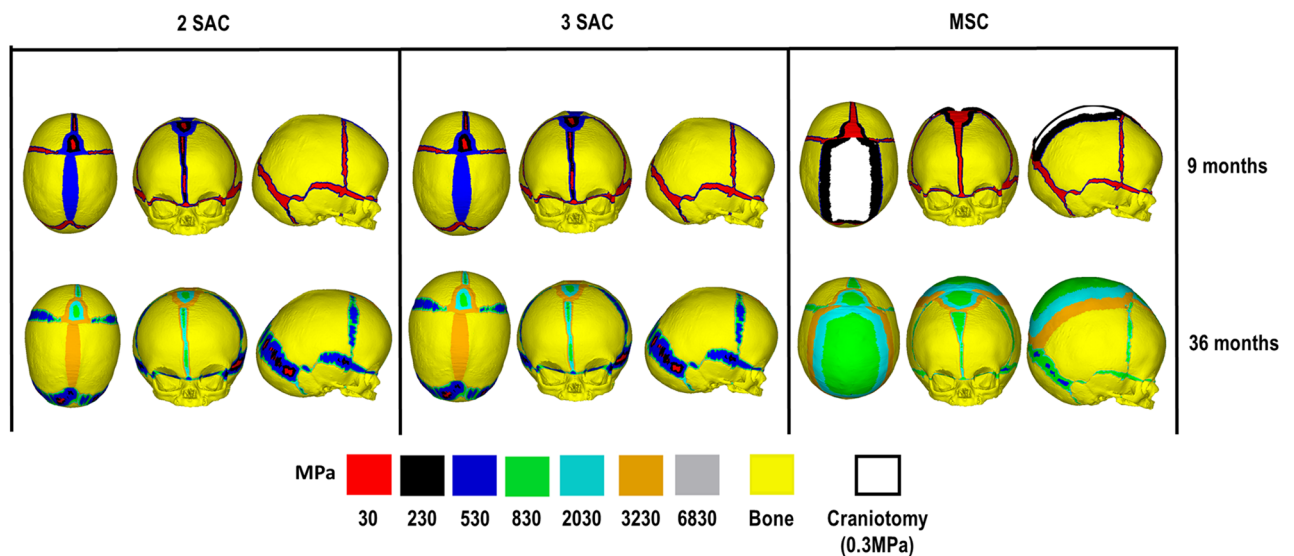 2 SAC
3 SAC
MSC
9 months
36 months
MPa
30
230
530
830
2030
3230
6830
Bone
Craniotomy
(0.3MPa)